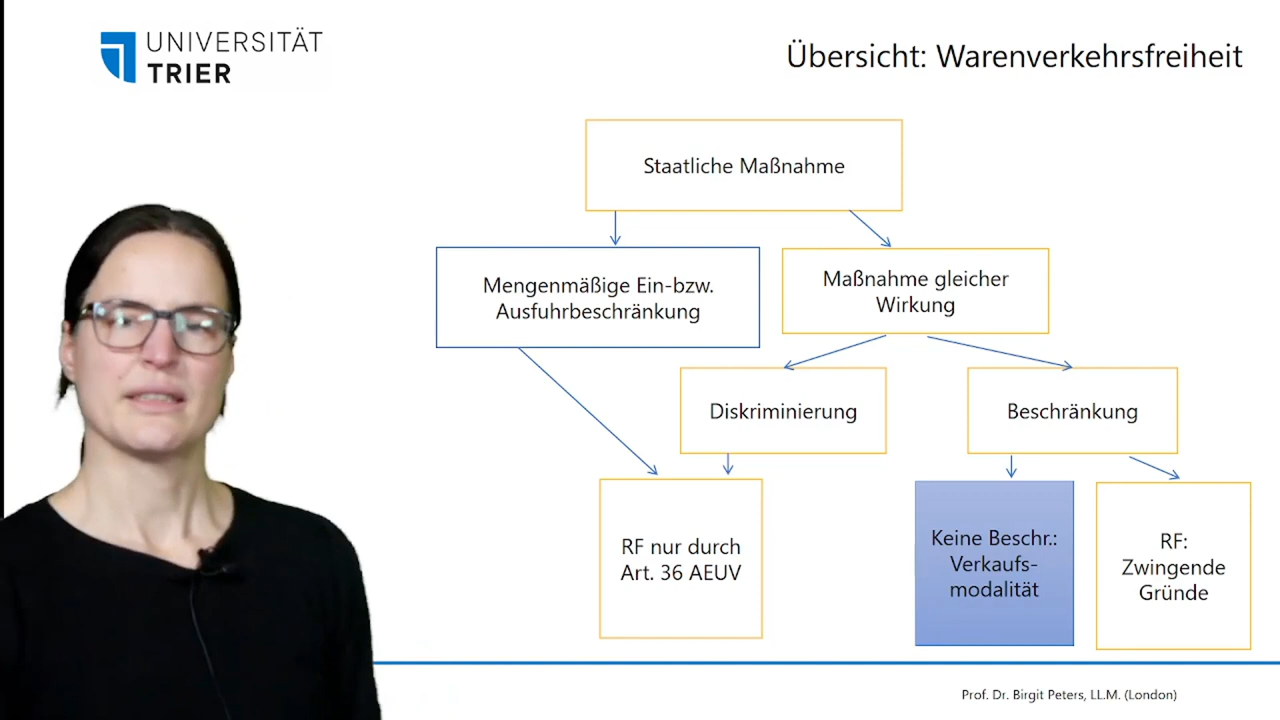 UNIVERSITÄT
TRIER
Übersicht: Warenverkehrsfreiheit
Staatliche Maßnahme
Mengenmäßige Ein-bzw.
Ausfuhrbeschränkung
Maßnahme gleicher
Wirkung
Diskriminierung
Beschränkung
RF nur durch
Art. 36 AEUV
Keine Beschr.:
Verkaufs-
modalität
RF:
Zwingende
Gründe
Prof. Dr. Birgit Peters, LL.M. (London)